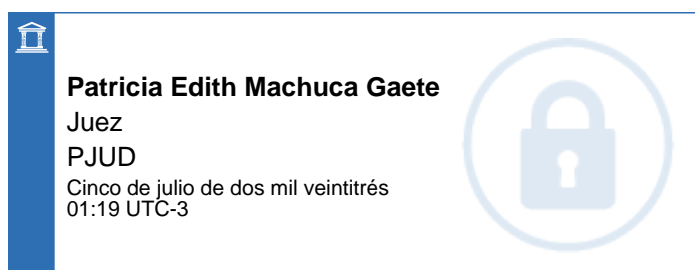 Patricia Edith Machuca Gaete
Juez
PJUD
Cinco de julio de dos mil veintitrés
01:19 UTC-3